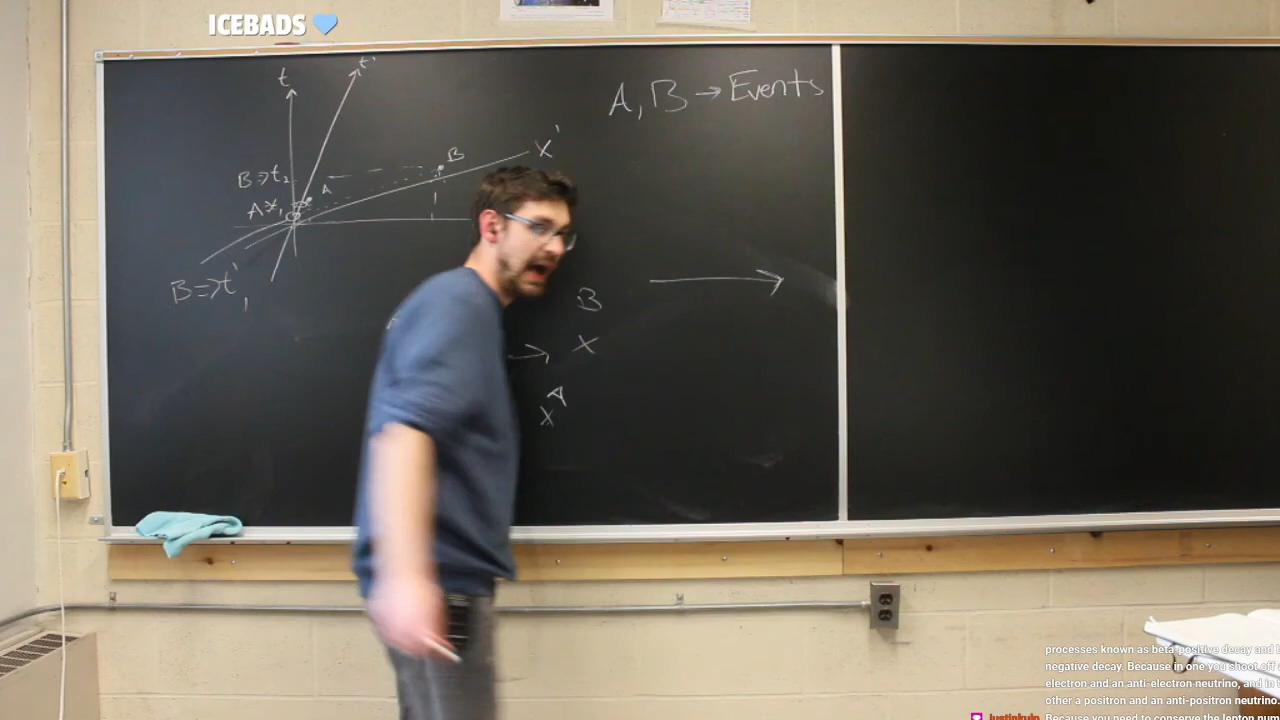 ICEBADS
t
t'
A, B → Events
B
X'
B ⇒ t₂
A
B ⇒ t'₁
B
X
A
X
processes known as beta positive decay and
negative decay. Because in one you shoot off
electron and an anti-electron neutrino, and in
other a positron and an anti-positron neutrino.
justinkuip
Because you need to conserve the lepton